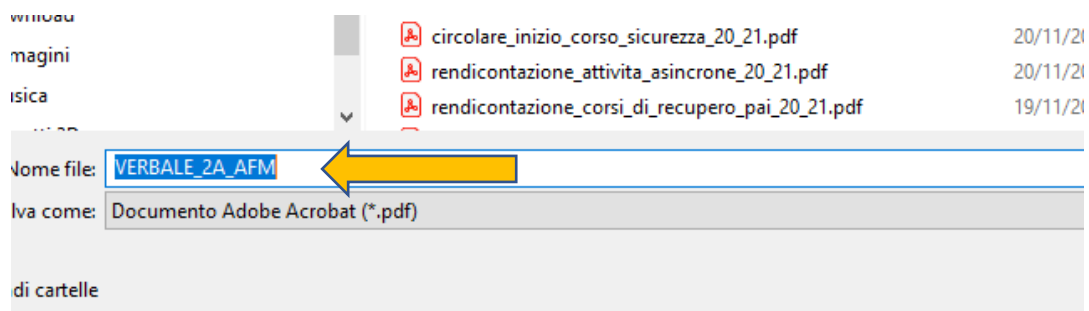 magini
circolare_inizio_corso_sicurezza_20_21.pdf 20/11/20
rendicontazione_attivita_asincrone_20_21.pdf 20/11/20
usica
rendicontazione_corsi_di_recupero_pai_20_21.pdf 19/11/20
Nome file: VERBALE_2A_AFM
lva come: Documento Adobe Acrobat (*.pdf)
di cartelle